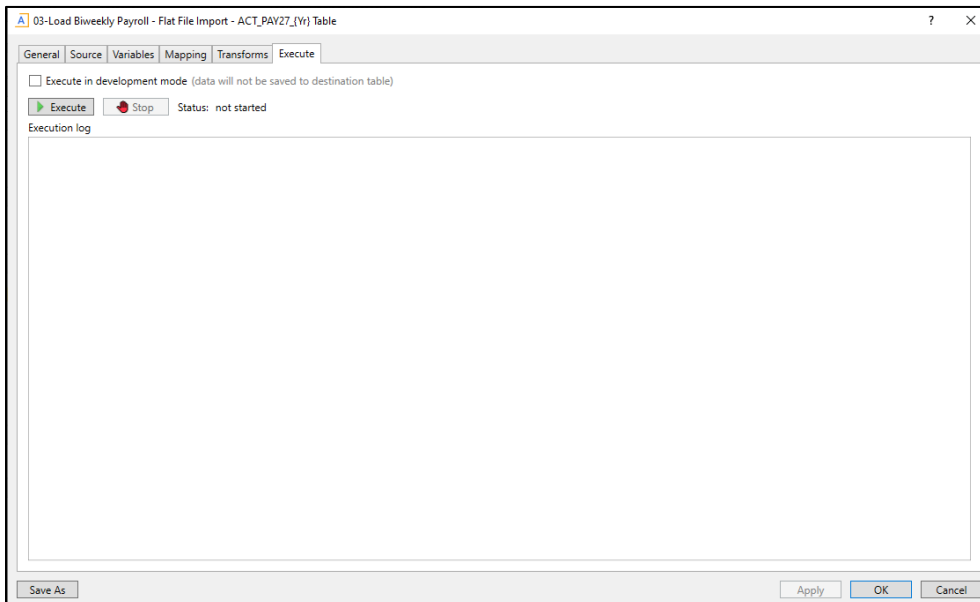 A 03-Load Biweekly Payroll - Flat File Import - ACT_PAY27_{Yr} Table ? X
General Source Variables Mapping Transforms Execute
Execute in development mode (data will not be saved to destination table)
Execute Stop Status: not started
Execution log
Save As Apply OK Cancel